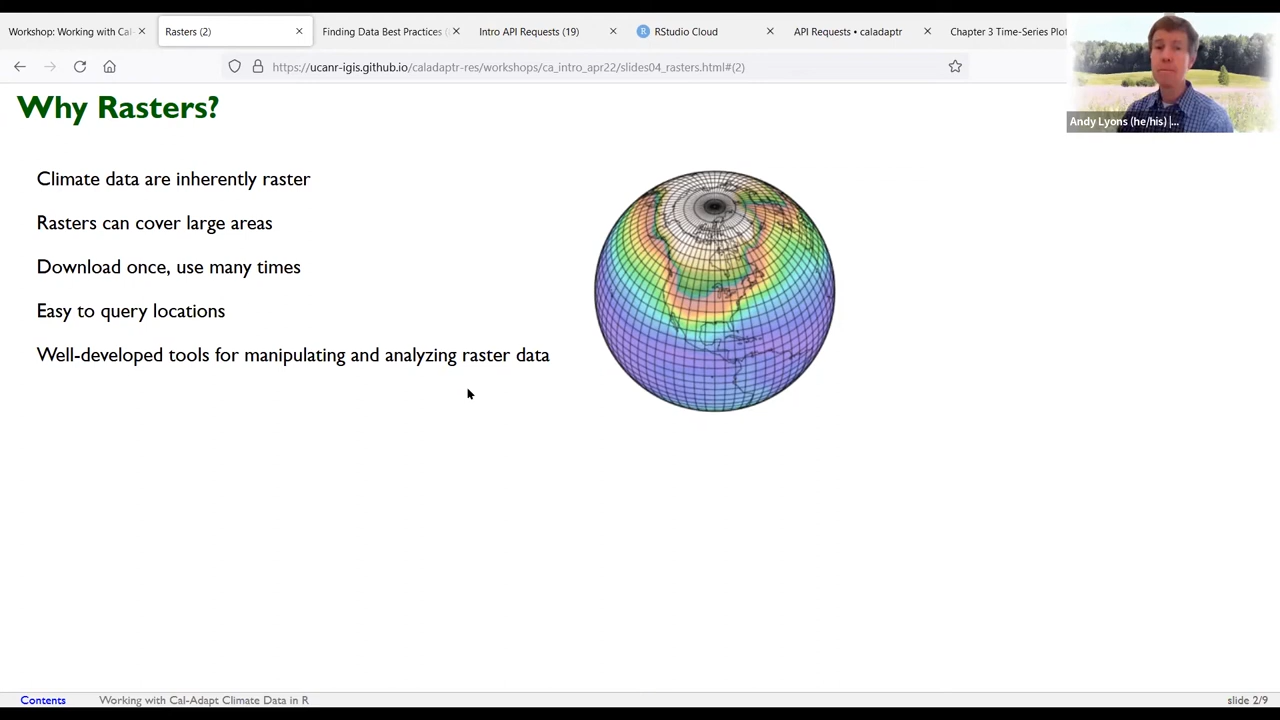 Workshop: Working with Cal-
Rasters (2)
Finding Data Best Practices
Intro API Requests (19)
RStudio Cloud
API Requests • caladaptr
Chapter 3 Time-Series Plot
https://ucanr-igis.github.io/caladaptr-res/workshops/ca_intro_apr22/slides04_rasters.html#(2)
Andy Lyons (he/his) |...
Why Rasters?
Climate data are inherently raster
Rasters can cover large areas
Download once, use many times
Easy to query locations
Well-developed tools for manipulating and analyzing raster data
Contents
Working with Cal-Adapt Climate Data in R
slide 2/9